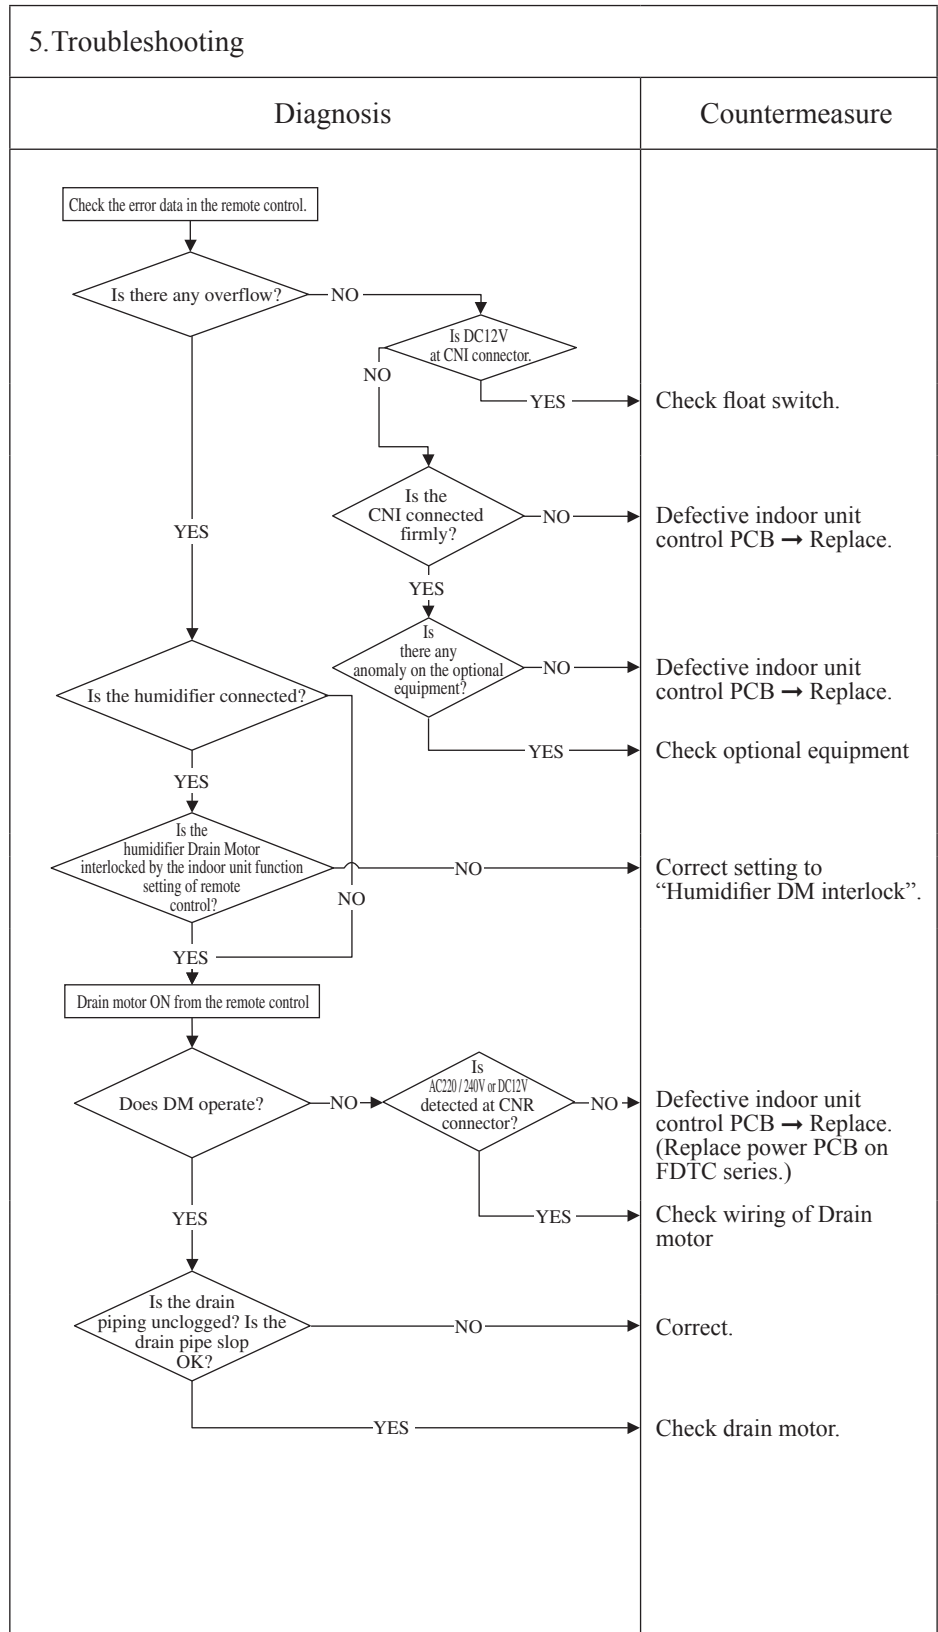 5.Troubleshooting
Diagnosis
Countermeasure
Check the error data in the remote control.
Is there any overflow?
NO
Is DC12V
at CNI connector.
NO
YES
Check float switch.
Is the
CNI connected
firmly?
NO
Defective indoor unit
control PCB → Replace.
YES
YES
Is
there any
anomaly on the optional
equipment?
NO
Defective indoor unit
control PCB → Replace.
YES
Check optional equipment
Is the humidifier connected?
YES
Is the
humidifier Drain Motor
interlocked by the indoor unit function
setting of remote
control?
NO
Correct setting to
“Humidifier DM interlock”.
NO
YES
Drain motor ON from the remote control
Does DM operate?
NO
Is
AC220 / 240V or DC12V
detected at CNR
connector?
NO
Defective indoor unit
control PCB → Replace.
(Replace power PCB on
FDTC series.)
YES
Check wiring of Drain
motor
YES
Is the drain
piping unclogged? Is the
drain pipe slop
OK?
NO
Correct.
YES
Check drain motor.